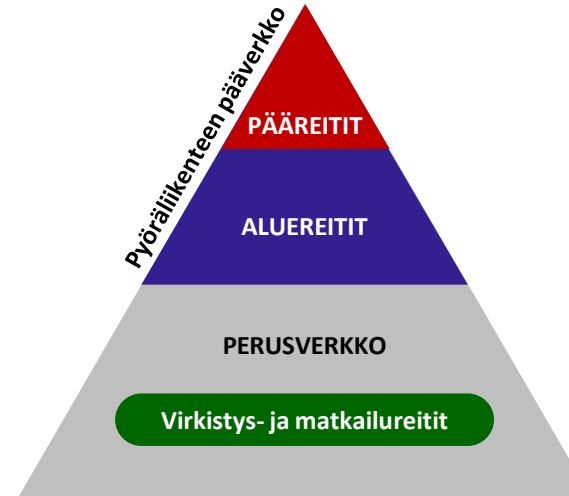 Pyöräliikenteen pääverkko
PÄÄREITIT
ALUEREITIT
PERUSVERKKO
Virkistys- ja matkailureitit